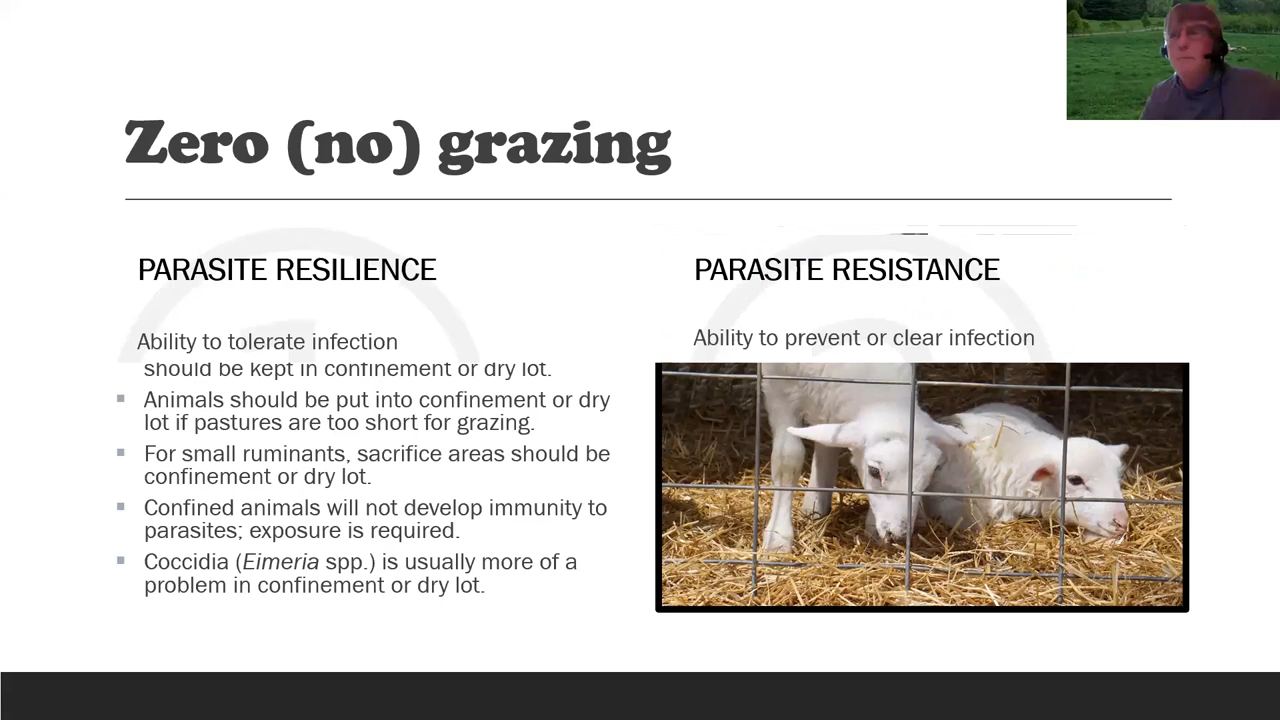 Zero (no) grazing
PARASITE RESILIENCE
Ability to tolerate infection
should be kept in confinement or dry lot.
▪ Animals should be put into confinement or dry
lot if pastures are too short for grazing.
▪ For small ruminants, sacrifice areas should be
confinement or dry lot.
▪ Confined animals will not develop immunity to
parasites; exposure is required.
▪ Coccidia (Eimeria spp.) is usually more of a
problem in confinement or dry lot.
PARASITE RESISTANCE
Ability to prevent or clear infection